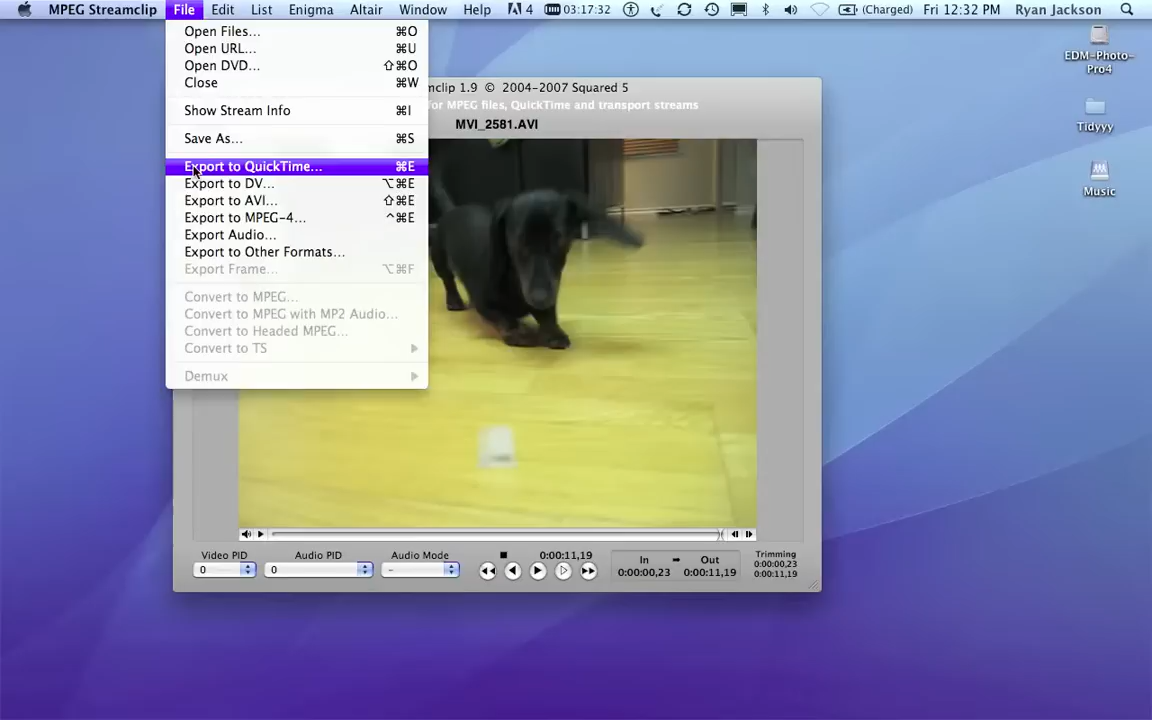 MPEG Streamclip File Edit List Enigma Altair Window Help 4 03:17:32 (Charged) Fri 12:32 PM Ryan Jackson
Open Files... ⌘O
Open URL... ⌘U
Open DVD... ⇧⌘O
Close ⌘W
Show Stream Info ⌘I
Save As... ⌘S
Export to QuickTime... ⌘E
Export to DV... ⌥⌘E
Export to AVI... ⇧⌘E
Export to MPEG-4... ^⌘E
Export Audio...
Export to Other Formats...
Export Frame... ⌥⌘F
Convert to MPEG...
Convert to MPEG with MP2 Audio...
Convert to Headed MPEG...
Convert to TS
Demux
mclip 1.9 © 2004-2007 Squared 5
for MPEG files, QuickTime and transport streams
MVI_2581.AVI
Video PID Audio PID Audio Mode 0:00:11,19
0 0 -
In Out
0:00:00,23 0:00:11,19
Trimming
0:00:00,23
0:00:11,19
EDM-Photo-
Pro4
Tidyyy
Music